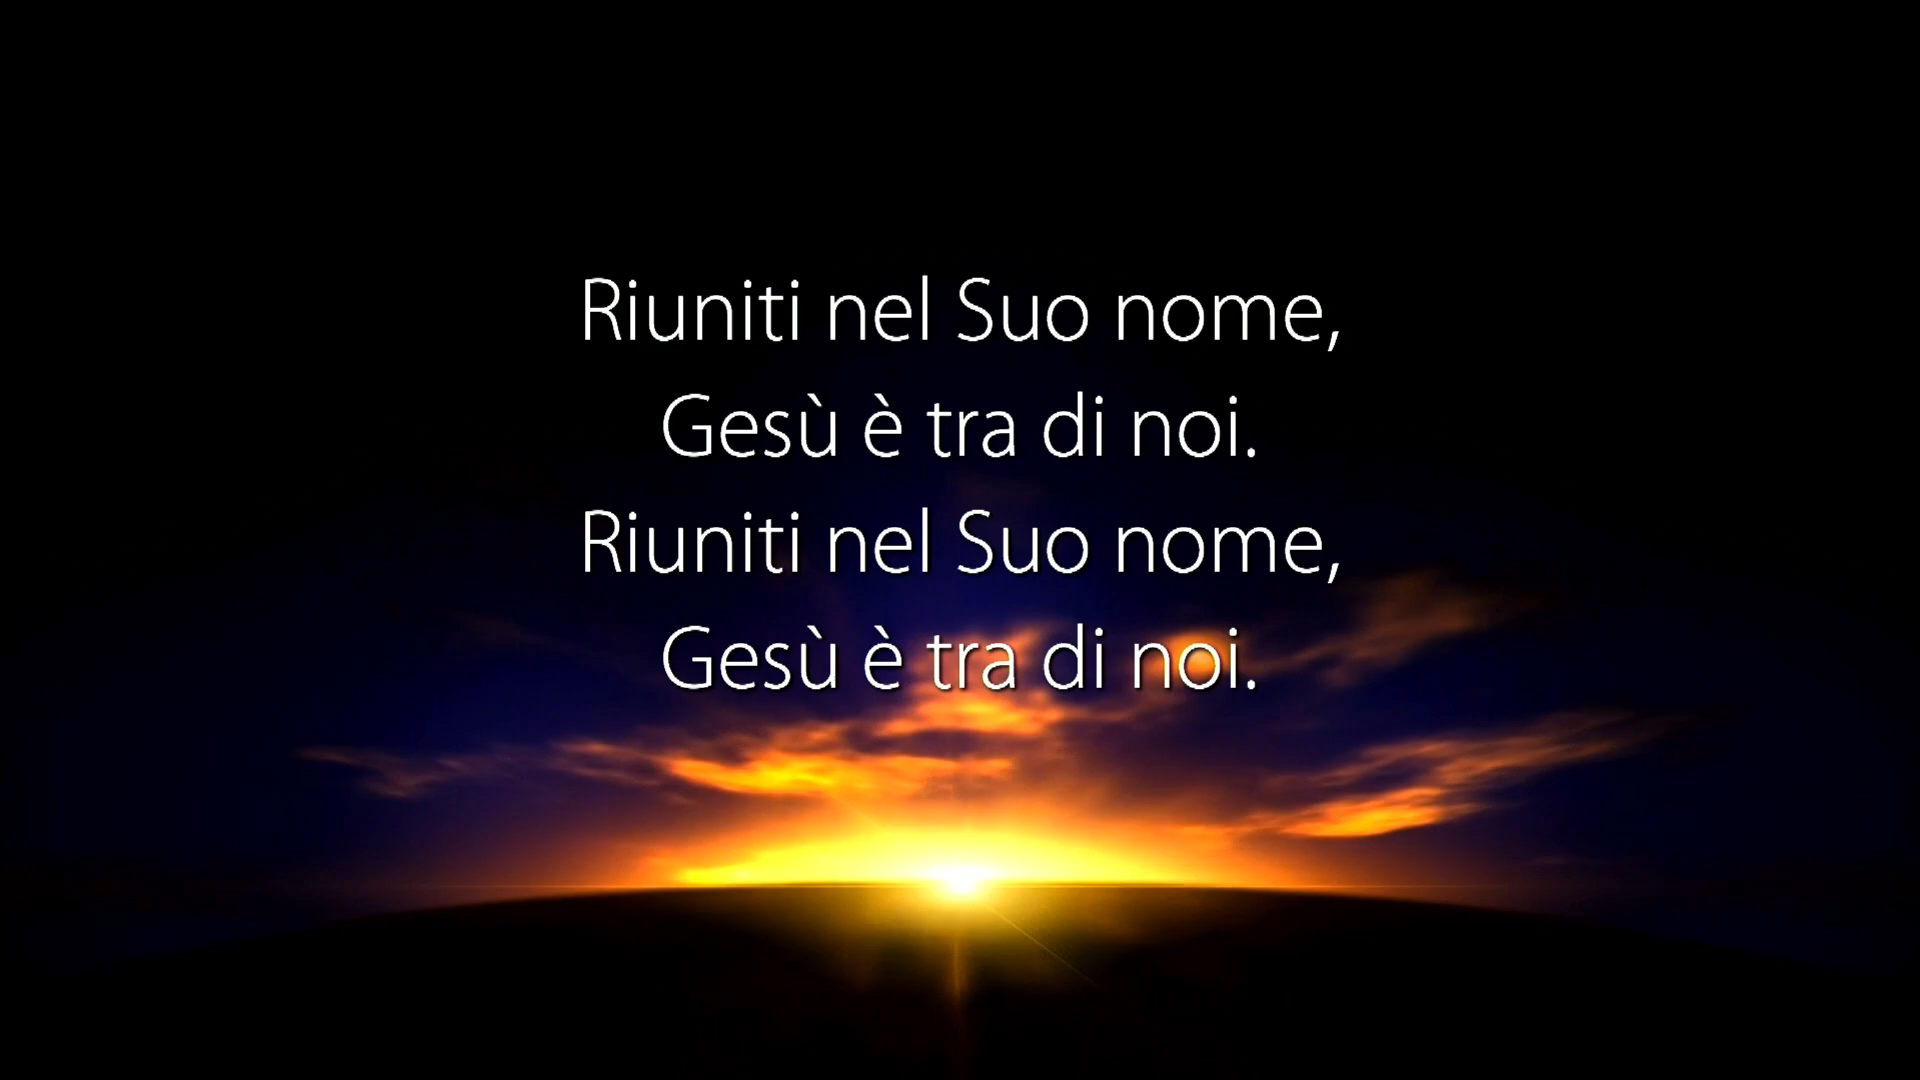 Riuniti nel Suo nome,
Gesù è tra di noi.
Riuniti nel Suo nome,
Gesù è tra di noi.